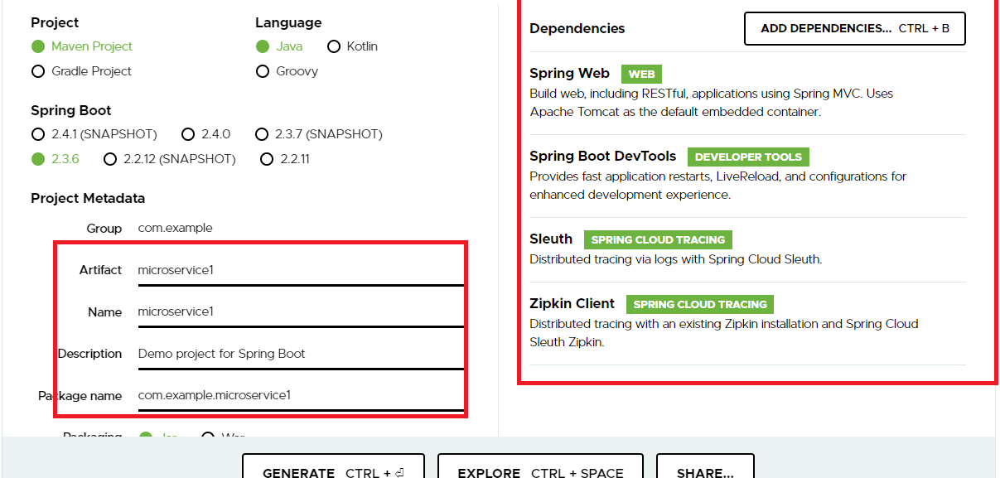 Project
Maven Project
Gradle Project
Language
Java Kotlin
Groovy
Spring Boot
2.4.1 (SNAPSHOT) 2.4.0 2.3.7 (SNAPSHOT)
2.3.6 2.2.12 (SNAPSHOT) 2.2.11
Project Metadata
Group com.example
Artifact microservice1
Name microservice1
Description Demo project for Spring Boot
Package name com.example.microservice1
Packaging Jar War
Dependencies ADD DEPENDENCIES... CTRL + B
Spring Web WEB
Build web, including RESTful, applications using Spring MVC. Uses
Apache Tomcat as the default embedded container.
Spring Boot DevTools DEVELOPER TOOLS
Provides fast application restarts, LiveReload, and configurations for
enhanced development experience.
Sleuth SPRING CLOUD TRACING
Distributed tracing via logs with Spring Cloud Sleuth.
Zipkin Client SPRING CLOUD TRACING
Distributed tracing with an existing Zipkin installation and Spring Cloud
Sleuth Zipkin.
GENERATE CTRL + ⏎ EXPLORE CTRL + SPACE SHARE...